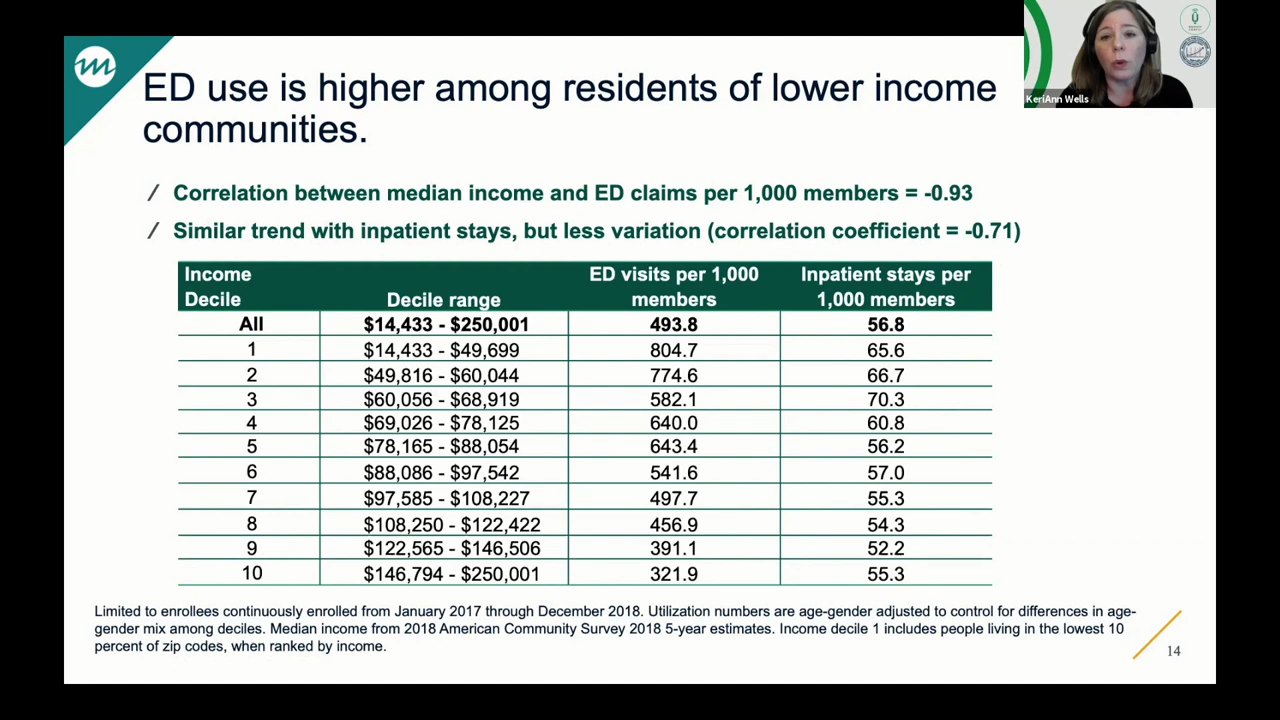 ED use is higher among residents of lower income
communities.
KeriAnn Wells
/ Correlation between median income and ED claims per 1,000 members = -0.93
/ Similar trend with inpatient stays, but less variation (correlation coefficient = -0.71)
Income Decile Decile range ED visits per 1,000 members Inpatient stays per 1,000 members
All $14,433 - $250,001 493.8 56.8
1 $14,433 - $49,699 804.7 65.6
2 $49,816 - $60,044 774.6 66.7
3 $60,056 - $68,919 582.1 70.3
4 $69,026 - $78,125 640.0 60.8
5 $78,165 - $88,054 643.4 56.2
6 $88,086 - $97,542 541.6 57.0
7 $97,585 - $108,227 497.7 55.3
8 $108,250 - $122,422 456.9 54.3
9 $122,565 - $146,506 391.1 52.2
10 $146,794 - $250,001 321.9 55.3
Limited to enrollees continuously enrolled from January 2017 through December 2018. Utilization numbers are age-gender adjusted to control for differences in age-
gender mix among deciles. Median income from 2018 American Community Survey 2018 5-year estimates. Income decile 1 includes people living in the lowest 10
percent of zip codes, when ranked by income.
14